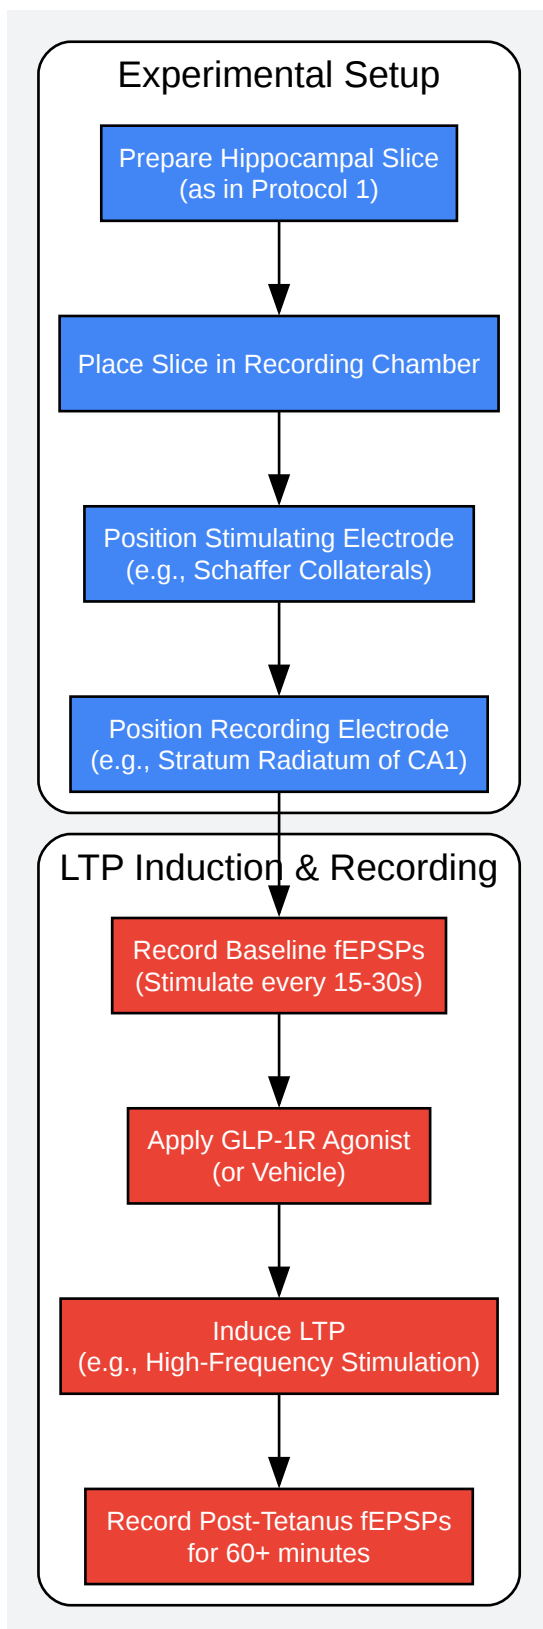 Experimental Setup
Prepare Hippocampal Slice
(as in Protocol 1)
Place Slice in Recording Chamber
Position Stimulating Electrode
(e.g., Schaffer Collaterals)
Position Recording Electrode
(e.g., Stratum Radiatum of CA1)
LTP Induction & Recording
Record Baseline fEPSPs
(Stimulate every 15-30s)
Apply GLP-1R Agonist
(or Vehicle)
Induce LTP
(e.g., High-Frequency Stimulation)
Record Post-Tetanus fEPSPs
for 60+ minutes